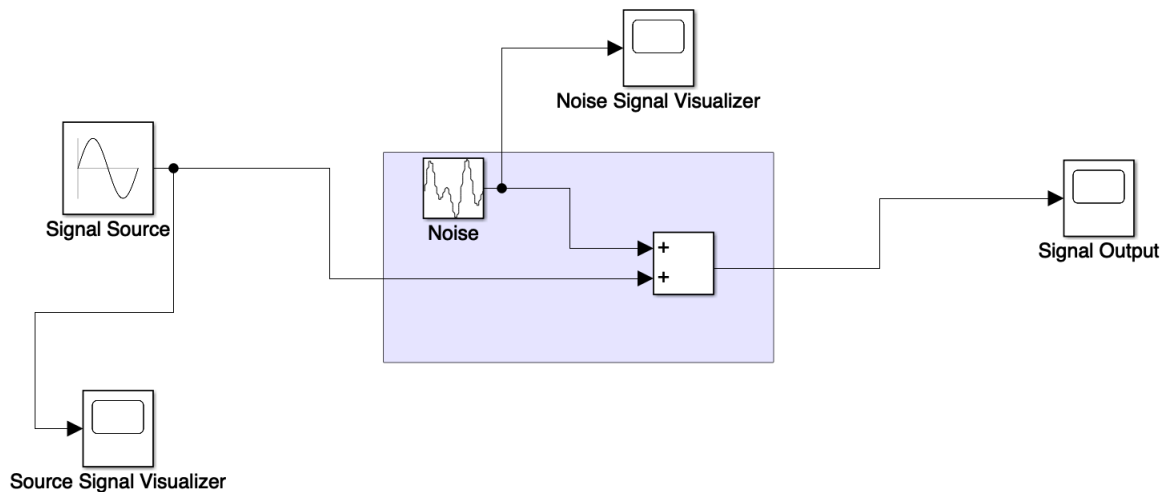 Noise Signal Visualizer
Signal Source
Noise
+
+
Signal Output
Source Signal Visualizer